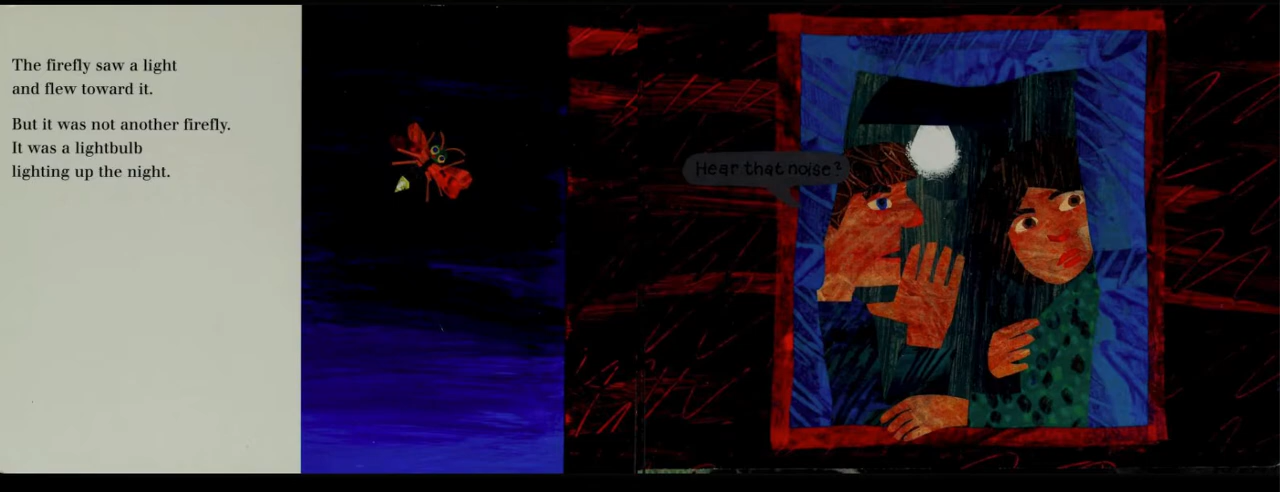 The firefly saw a light
and flew toward it.
But it was not another firefly.
It was a lightbulb
lighting up the night.
Hear that noise?